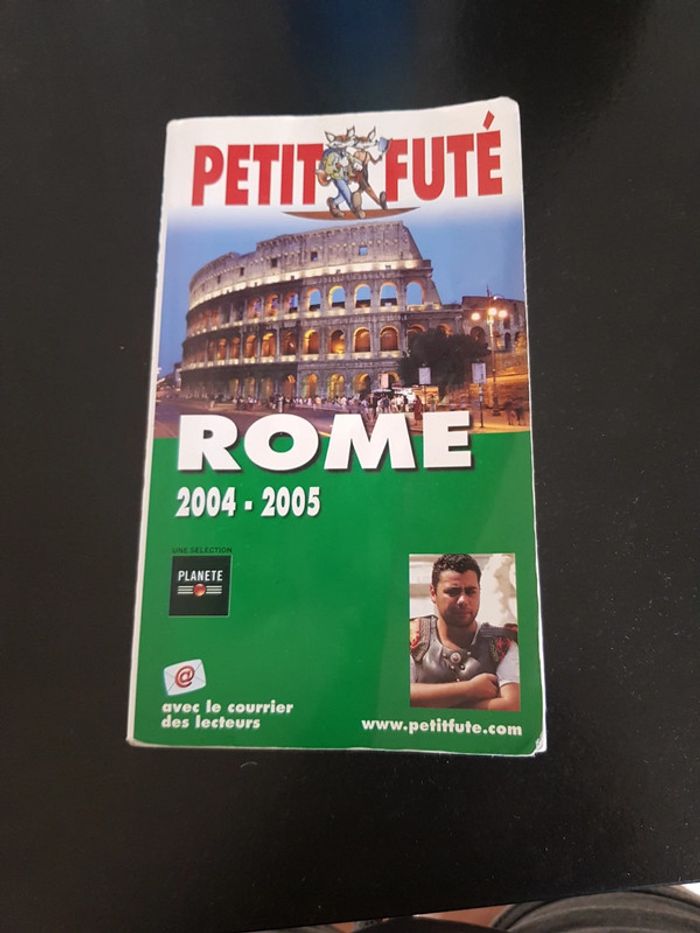 PETIT FUTÉ
ROME
2004 - 2005
UNE SÉLECTION
PLANETE
@
avec le courrier
des lecteurs
www.petitfute.com